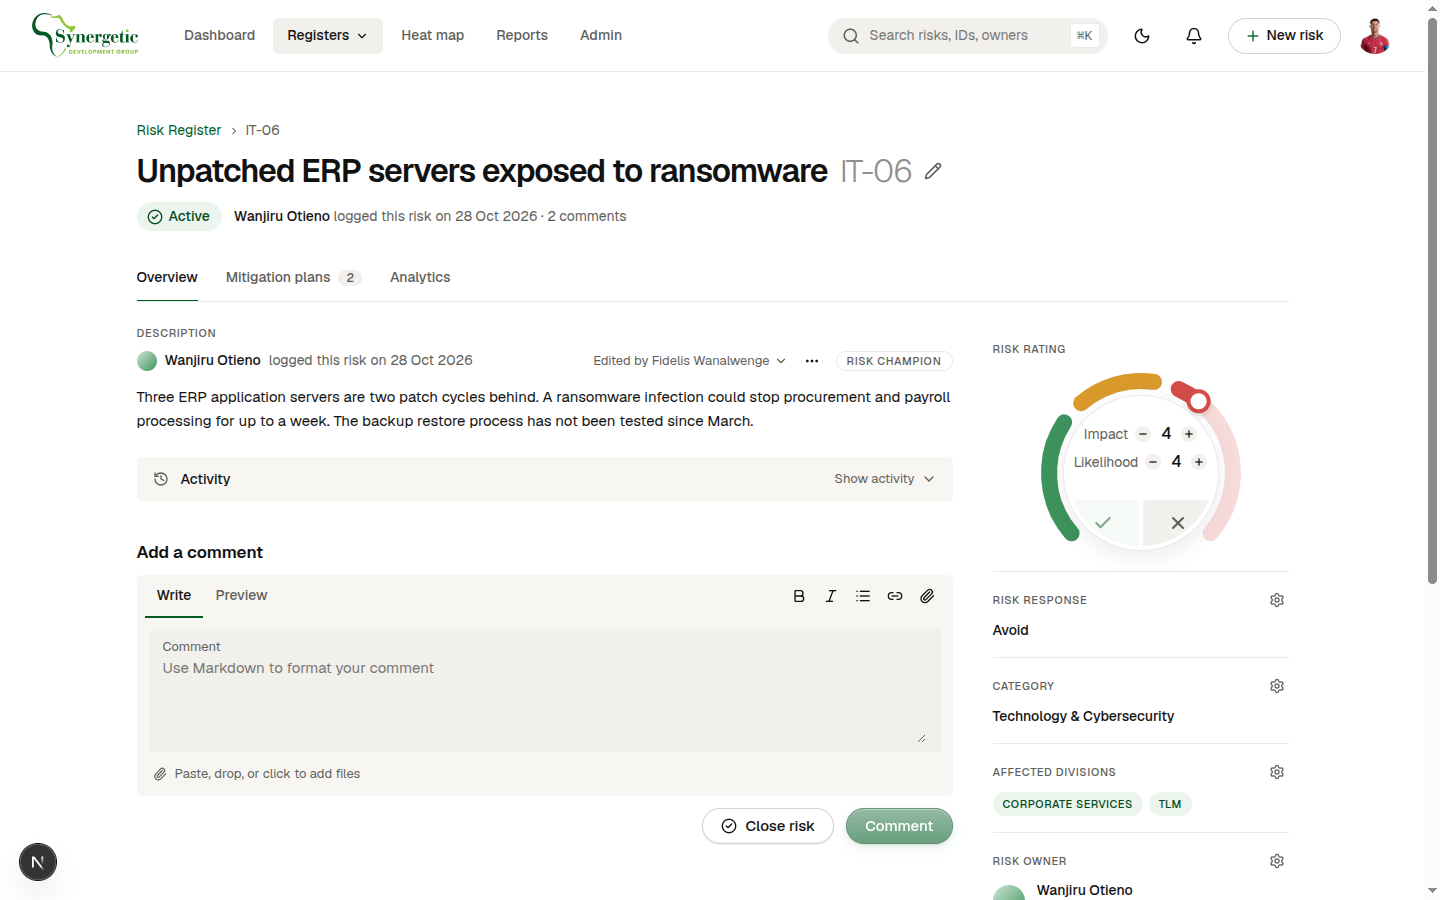 Synergetic
DEVELOPMENT GROUP
Dashboard
Registers
Heat map
Reports
Admin
Search risks, IDs, owners
⌘K
New risk
Risk Register › IT-06
Unpatched ERP servers exposed to ransomware IT-06
Active
Wanjiru Otieno logged this risk on 28 Oct 2026 · 2 comments
Overview
Mitigation plans 2
Analytics
DESCRIPTION
Wanjiru Otieno logged this risk on 28 Oct 2026
Edited by Fidelis Wanalwenge
RISK CHAMPION
Three ERP application servers are two patch cycles behind. A ransomware infection could stop procurement and payroll
processing for up to a week. The backup restore process has not been tested since March.
Activity
Show activity
Add a comment
Write
Preview
B I
Comment
Use Markdown to format your comment
Paste, drop, or click to add files
Close risk
Comment
N
RISK RATING
Impact − 4 +
Likelihood − 4 +
RISK RESPONSE
Avoid
CATEGORY
Technology & Cybersecurity
AFFECTED DIVISIONS
CORPORATE SERVICES
TLM
RISK OWNER
Wanjiru Otieno